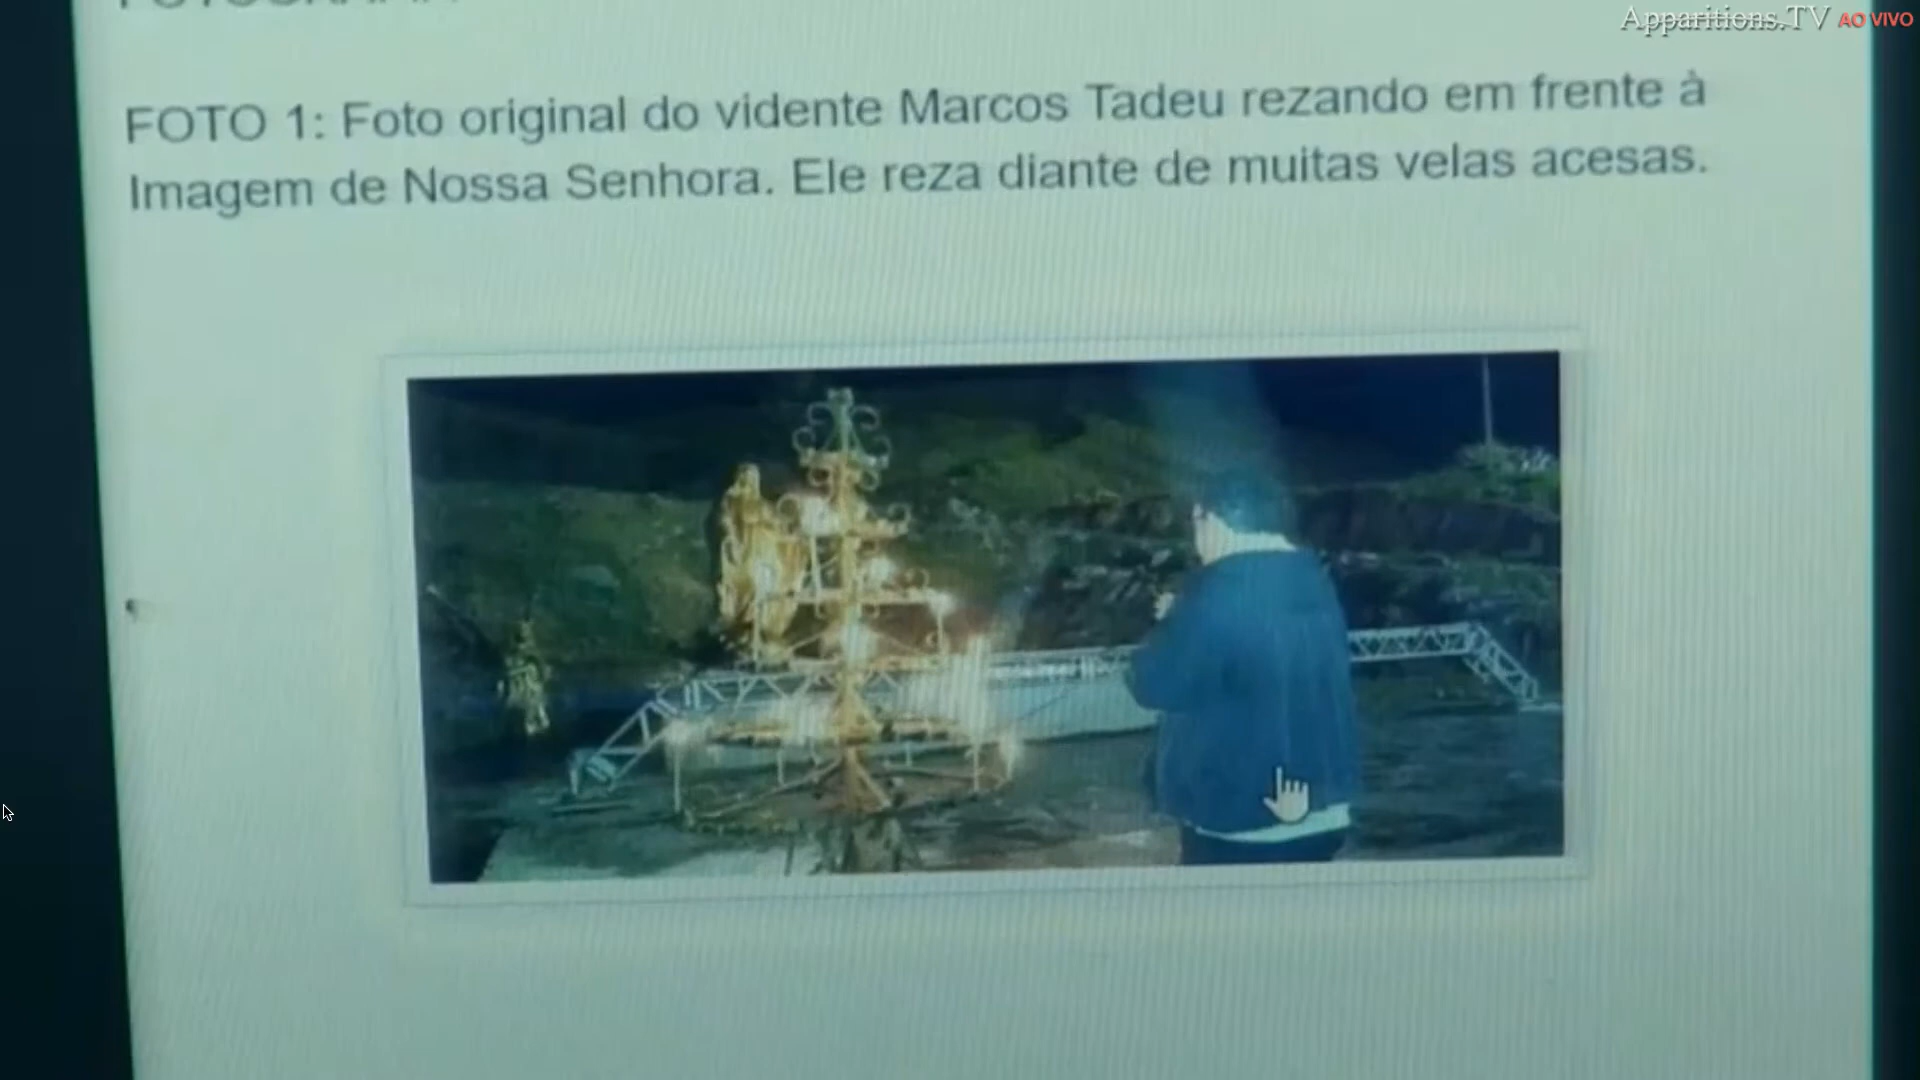 Apparitions.TV AO VIVO
FOTO 1: Foto original do vidente Marcos Tadeu rezando em frente à
Imagem de Nossa Senhora. Ele reza diante de muitas velas acesas.